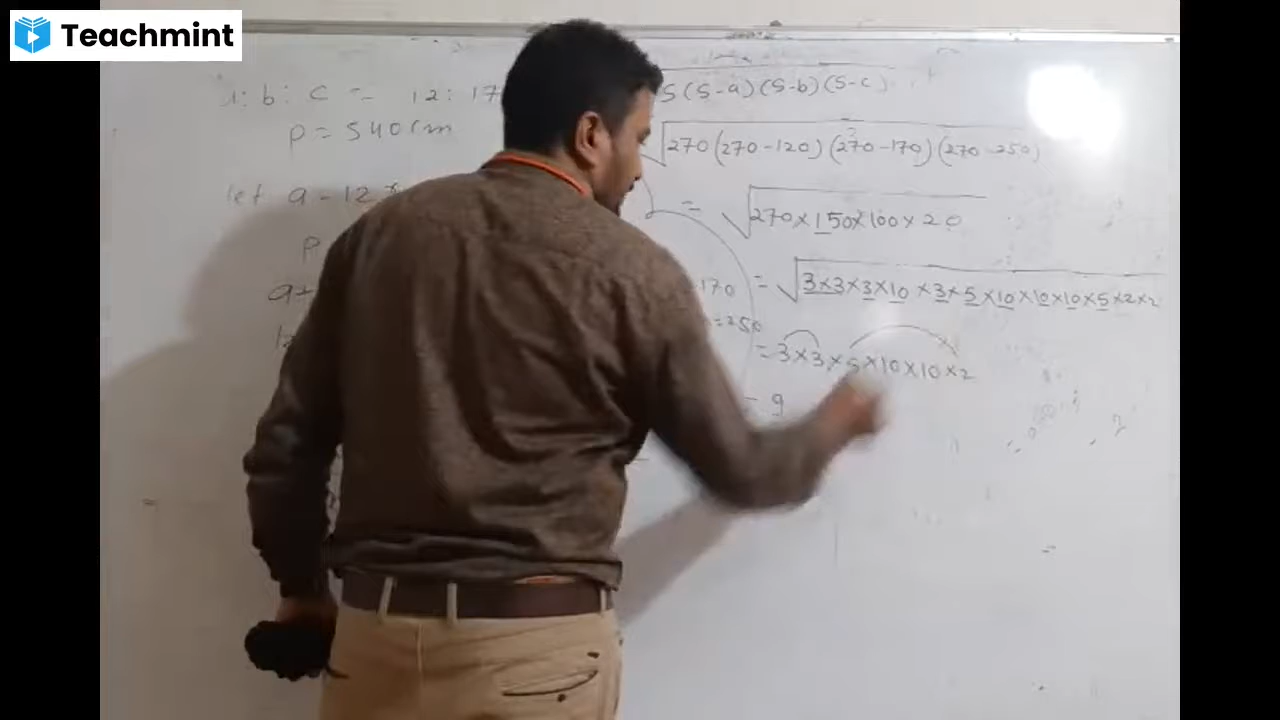 Teachmint
a:b:c = 12:17
P = 540 cm
let a = 12x
P
a+
170
=250
S(S-a)(S-b)(S-c)
√270(270-120)(270-170)(270-250)
= √270×150×100×20
= √3×3×3×10×3×5×10×10×10×5×2×2
= 3×3×5×10×10×2
= 9